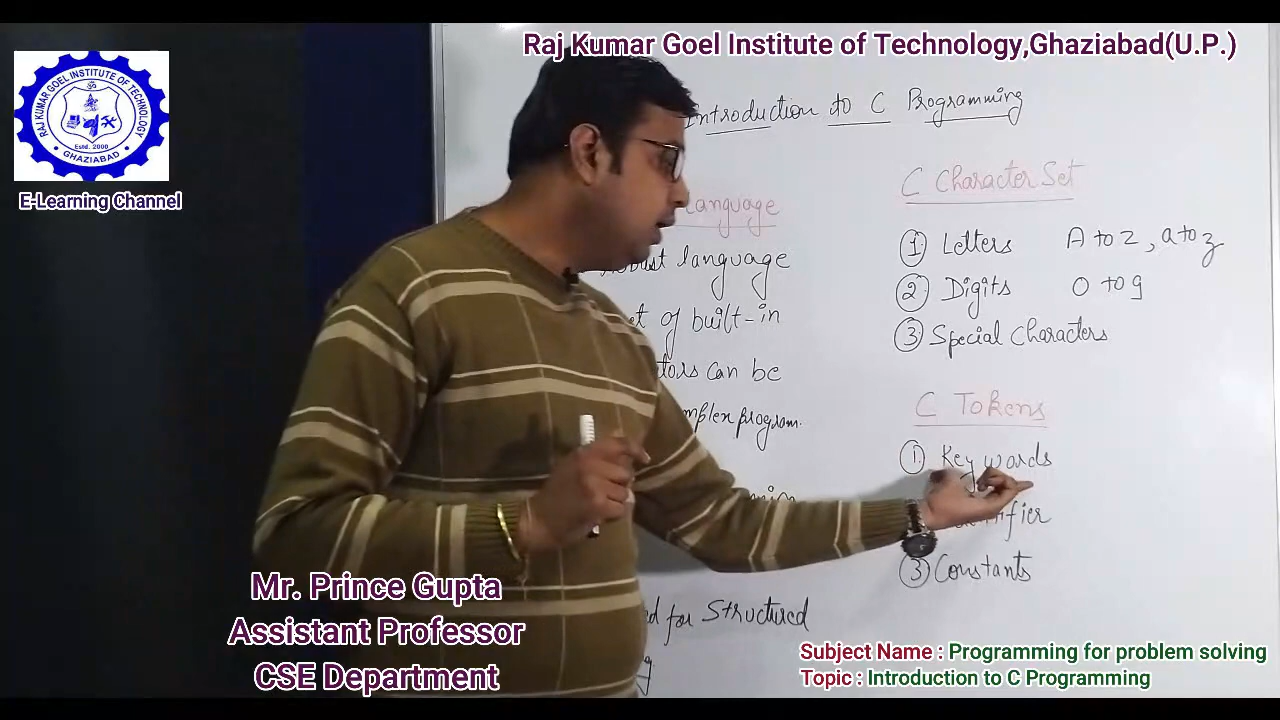 Raj Kumar Goel Institute of Technology,Ghaziabad(U.P.)
RAJ KUMAR GOEL INSTITUTE OF TECHNOLOGY
Estd. 2000
GHAZIABAD
E-Learning Channel
Introduction to C Programming
language
language
of built-in
can be
program.
for Structured
C Character Set
① Letters A to Z, a to z
② Digits 0 to 9
③ Special Characters
C Tokens
① Keywords
③ Constants
Mr. Prince Gupta
Assistant Professor
CSE Department
Subject Name : Programming for problem solving
Topic : Introduction to C Programming